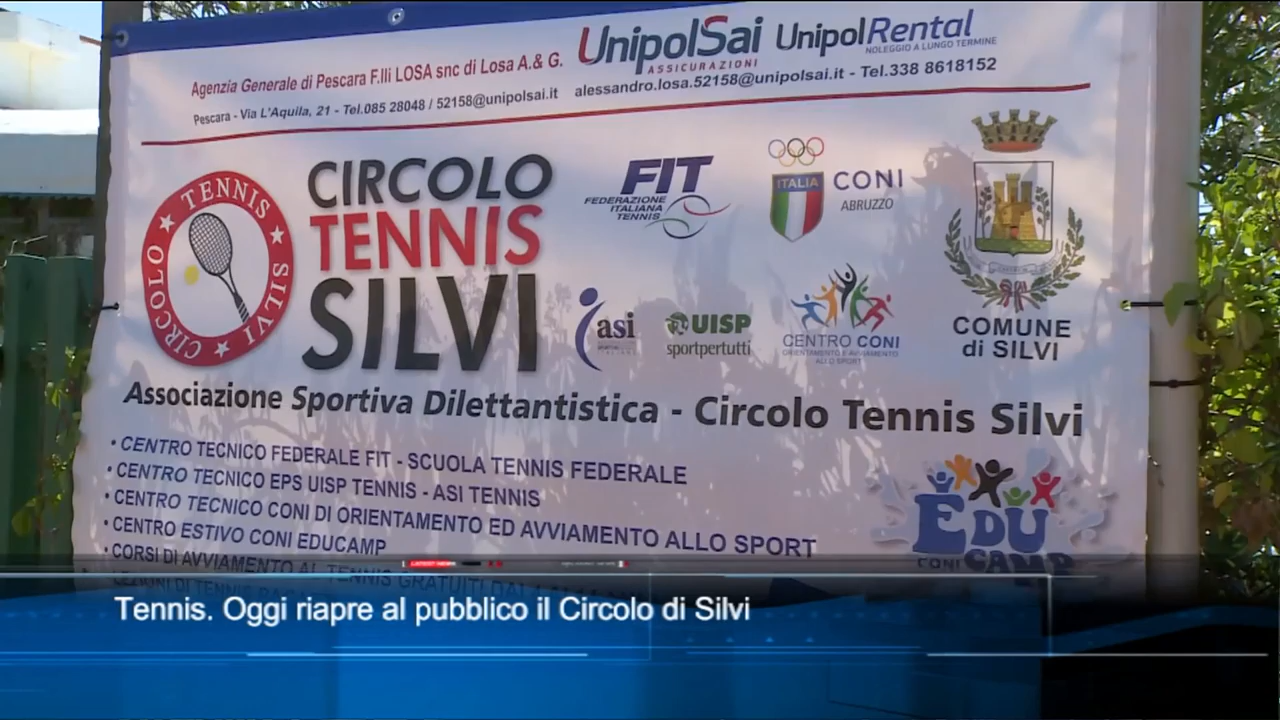 UnipolSai UnipolRental
ASSICURAZIONI NOLEGGIO A LUNGO TERMINE
Agenzia Generale di Pescara F.lli LOSA snc di Losa A.& G.
Pescara - Via L'Aquila, 21 - Tel.085 28048 / 52158@unipolsai.it alessandro.losa.52158@unipolsai.it - Tel.338 8618152
CIRCOLO TENNIS SILVI
CIRCOLO
TENNIS
SILVI
FIT
FEDERAZIONE
ITALIANA
TENNIS
ITALIA
CONI
ABRUZZO
asi
UISP
sportpertutti
CENTRO CONI
ORIENTAMENTO E AVVIAMENTO
COMUNE
di SILVI
Associazione Sportiva Dilettantistica - Circolo Tennis Silvi
• CENTRO TECNICO FEDERALE FIT - SCUOLA TENNIS FEDERALE
• CENTRO TECNICO EPS UISP TENNIS - ASI TENNIS
• CENTRO TECNICO CONI DI ORIENTAMENTO ED AVVIAMENTO ALLO SPORT
• CENTRO ESTIVO CONI EDUCAMP
• CORSI DI AVVIAMENTO AL TENNIS GRATUITI
EDU
CONI CAMP
LATEST NEWS
Tennis. Oggi riapre al pubblico il Circolo di Silvi